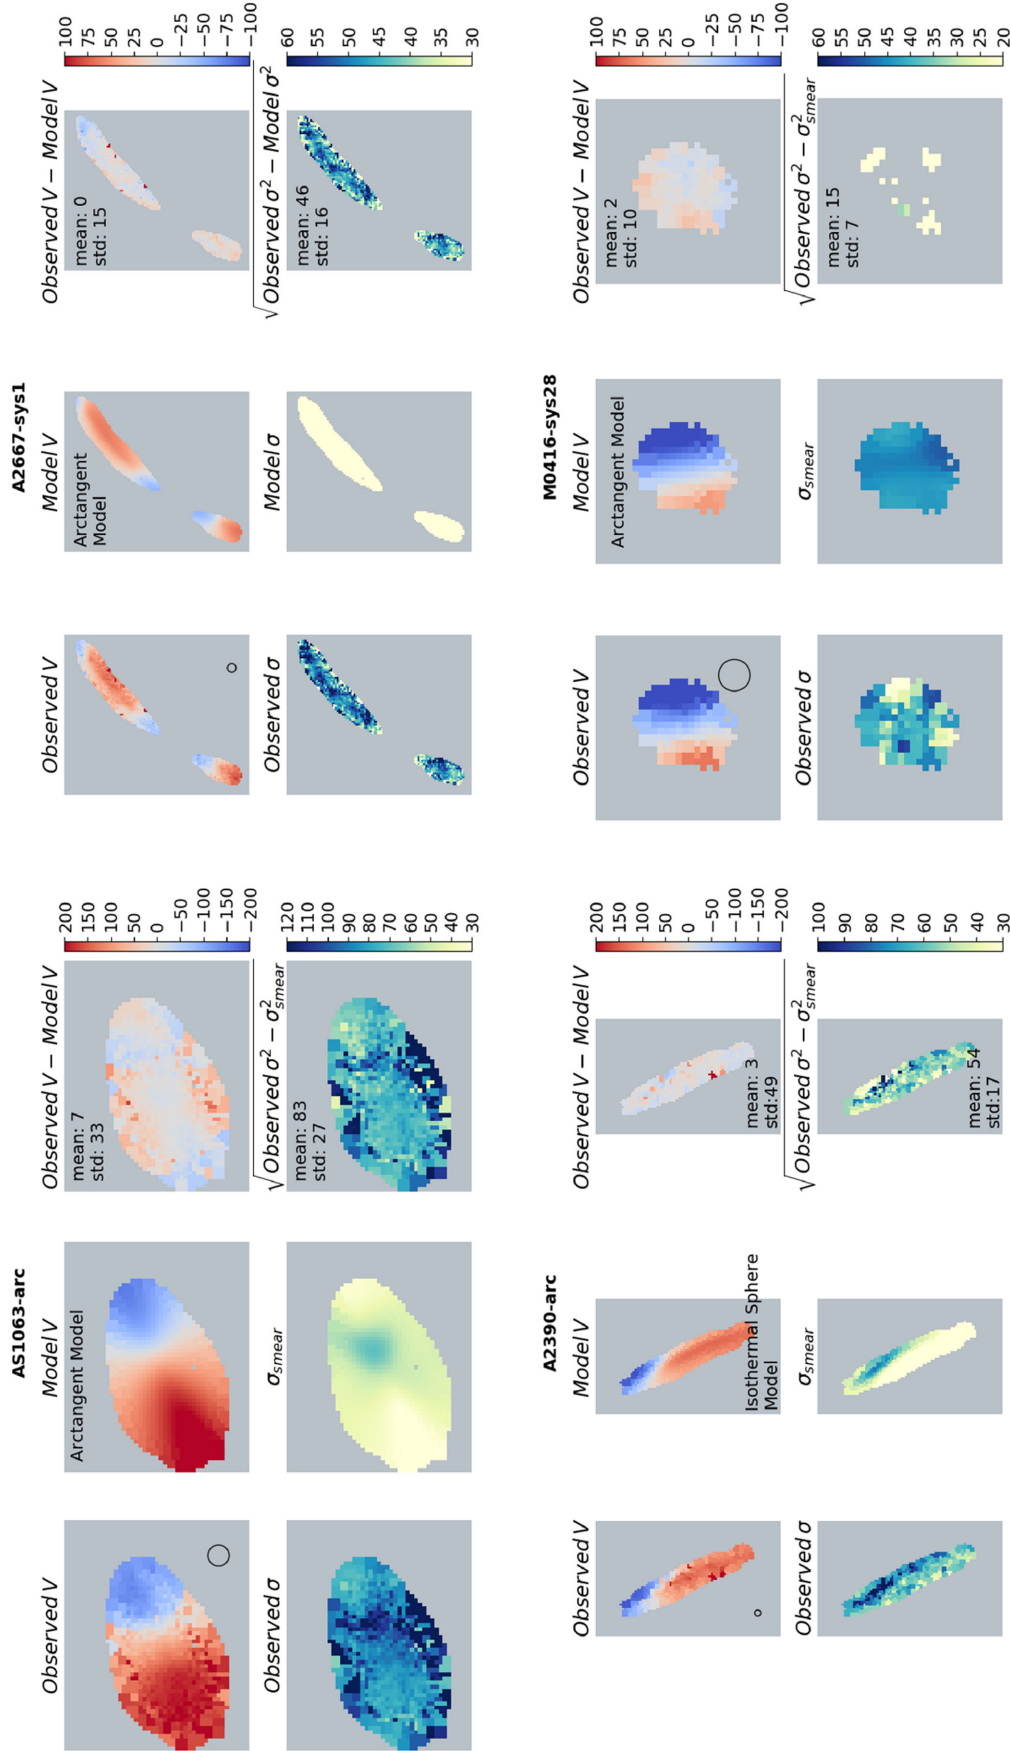 AS1063-arc
Observed V
Model V
Observed V − Model V
Arctangent Model
mean: 7
std: 33
200
150
100
50
0
−50
−100
−150
−200
Observed σ
σ_smear
√Observed σ² − σ²_smear
mean: 83
std: 27
120
110
100
90
80
70
60
50
40
30
A2667-sys1
Observed V
Model V
Observed V − Model V
Arctangent
Model
mean: 0
std: 15
100
75
50
25
0
−25
−50
−75
−100
Observed σ
Model σ
√Observed σ² − Model σ²
mean: 46
std: 16
60
55
50
45
40
35
30
A2390-arc
Observed V
Model V
Observed V − Model V
Isothermal Sphere
Model
mean: 3
std:49
200
150
100
50
0
−50
−100
−150
−200
Observed σ
σ_smear
√Observed σ² − σ²_smear
mean: 54
std:17
100
90
80
70
60
50
40
30
M0416-sys28
Observed V
Model V
Observed V − Model V
Arctangent Model
mean: 2
std: 10
100
75
50
25
0
−25
−50
−75
−100
Observed σ
σ_smear
√Observed σ² − σ²_smear
mean: 15
std: 7
60
55
50
45
40
35
30
25
20